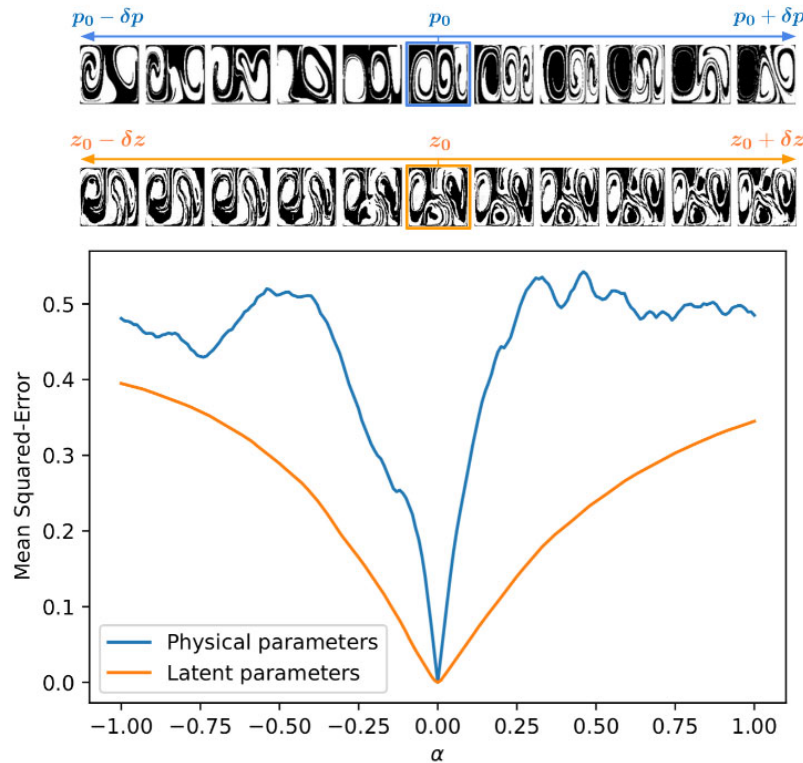 p₀ − δp p₀ p₀ + δp
z₀ − δz z₀ z₀ + δz
0.5
0.4
0.3
0.2
0.1
0.0
Mean Squared-Error
Physical parameters
Latent parameters
−1.00 −0.75 −0.50 −0.25 0.00 0.25 0.50 0.75 1.00
α